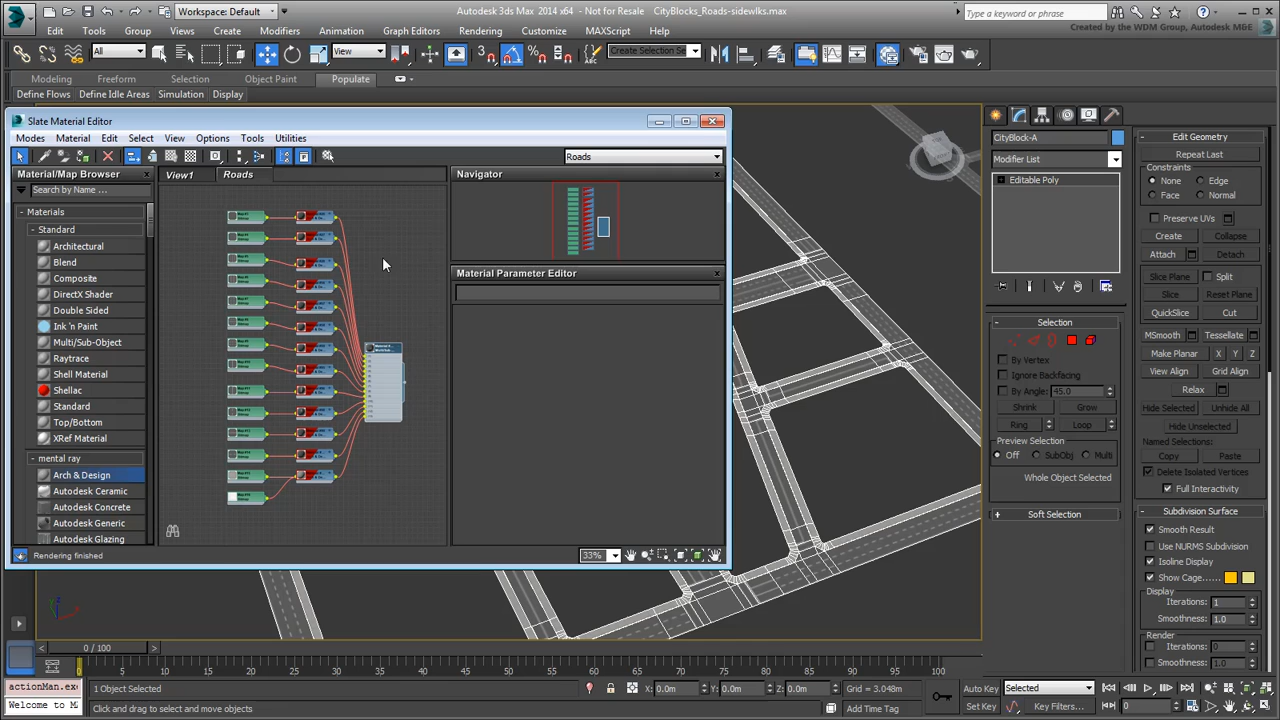 Workspace: Default
Autodesk 3ds Max 2014 x64 - Not for Resale CityBlocks_Roads-sidewlks.max
Type a keyword or phrase
Created by the WDM Group, Autodesk M&E
Edit Tools Group Views Create Modifiers Animation Graph Editors Rendering Customize MAXScript Help
All View 3 Create Selection Se
Modeling Freeform Selection Object Paint Populate
Define Flows Define Idle Areas Simulation Display
Slate Material Editor
Modes Material Edit Select View Options Tools Utilities
Roads
Material/Map Browser
Search by Name ...
Materials
Standard
Architectural
Blend
Composite
DirectX Shader
Double Sided
Ink 'n Paint
Multi/Sub-Object
Raytrace
Shell Material
Shellac
Standard
Top/Bottom
XRef Material
mental ray
Arch & Design
Autodesk Ceramic
Autodesk Concrete
Autodesk Generic
Autodesk Glazing
View1 Roads
Navigator
Material Parameter Editor
Rendering finished
33%
CityBlock-A
Modifier List
Editable Poly
Selection
By Vertex
Ignore Backfacing
By Angle: 45.0
Shrink Grow
Ring Loop
Preview Selection
Off SubObj Multi
Whole Object Selected
Soft Selection
Edit Geometry
Repeat Last
Constraints
None Edge
Face Normal
Preserve UVs
Create Collapse
Attach Detach
Slice Plane Split
Slice Reset Plane
QuickSlice Cut
MSmooth Tessellate
Make Planar X Y Z
View Align Grid Align
Relax
Hide Selected Unhide All
Hide Unselected
Named Selections:
Copy Paste
Delete Isolated Vertices
Full Interactivity
Subdivision Surface
Smooth Result
Use NURMS Subdivision
Isoline Display
Show Cage......
Display
Iterations: 1
Smoothness: 1.0
Render
Iterations: 0
Smoothness: 1.0
0 / 100
0 5 10 15 20 25 30 35 40 45 50 55 60 65 70 75 80 85 90 95 100
actionMan.exe
Welcome to M
1 Object Selected
Click and drag to select and move objects
X: 0.0m Y: 0.0m Z: 0.0m Grid = 3.048m
Add Time Tag
Auto Key Selected
Set Key Key Filters...
0